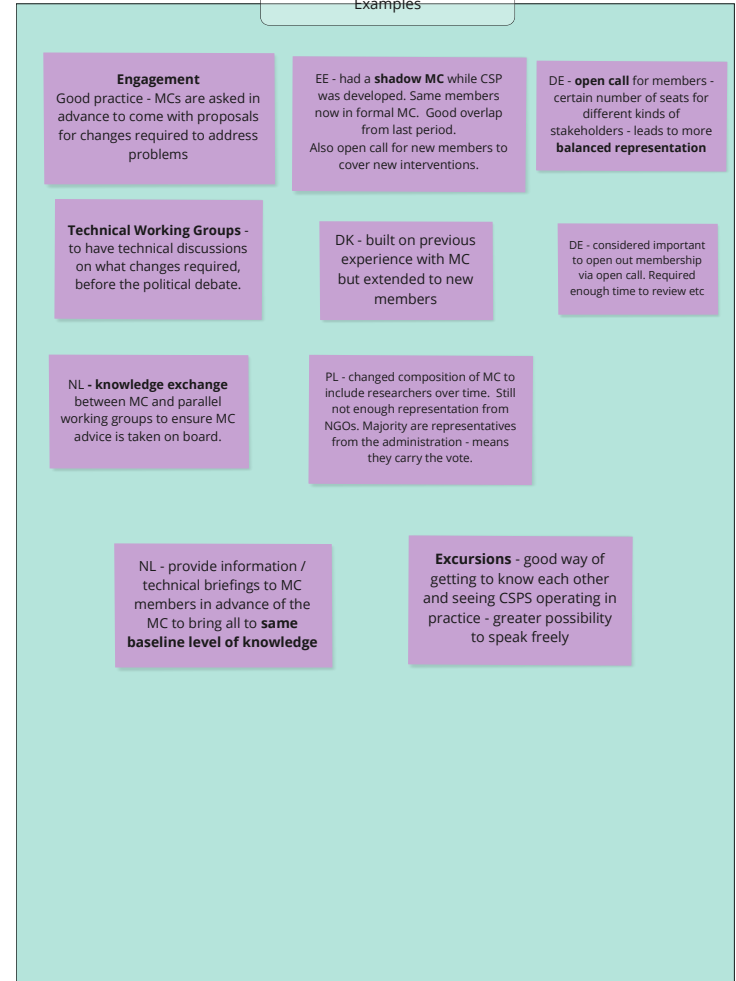 Examples
Engagement
Good practice - MCs are asked in
advance to come with proposals
for changes required to address
problems
EE - had a shadow MC while CSP
was developed. Same members
now in formal MC.  Good overlap
from last period.
Also open call for new members to
cover new interventions.
DE - open call for members -
certain number of seats for
different kinds of
stakeholders - leads to more
balanced representation
Technical Working Groups -
to have technical discussions
on what changes required,
before the political debate.
DK - built on previous
experience with MC
but extended to new
members
DE - considered important
to open out membership
via open call. Required
enough time to review etc
NL - knowledge exchange
between MC and parallel
working groups to ensure MC
advice is taken on board.
PL - changed composition of MC to
include researchers over time.  Still
not enough representation from
NGOs. Majority are representatives
from the administration - means
they carry the vote.
NL - provide information /
technical briefings to MC
members in advance of the
MC to bring all to same
baseline level of knowledge
Excursions - good way of
getting to know each other
and seeing CSPS operating in
practice - greater possibility
to speak freely